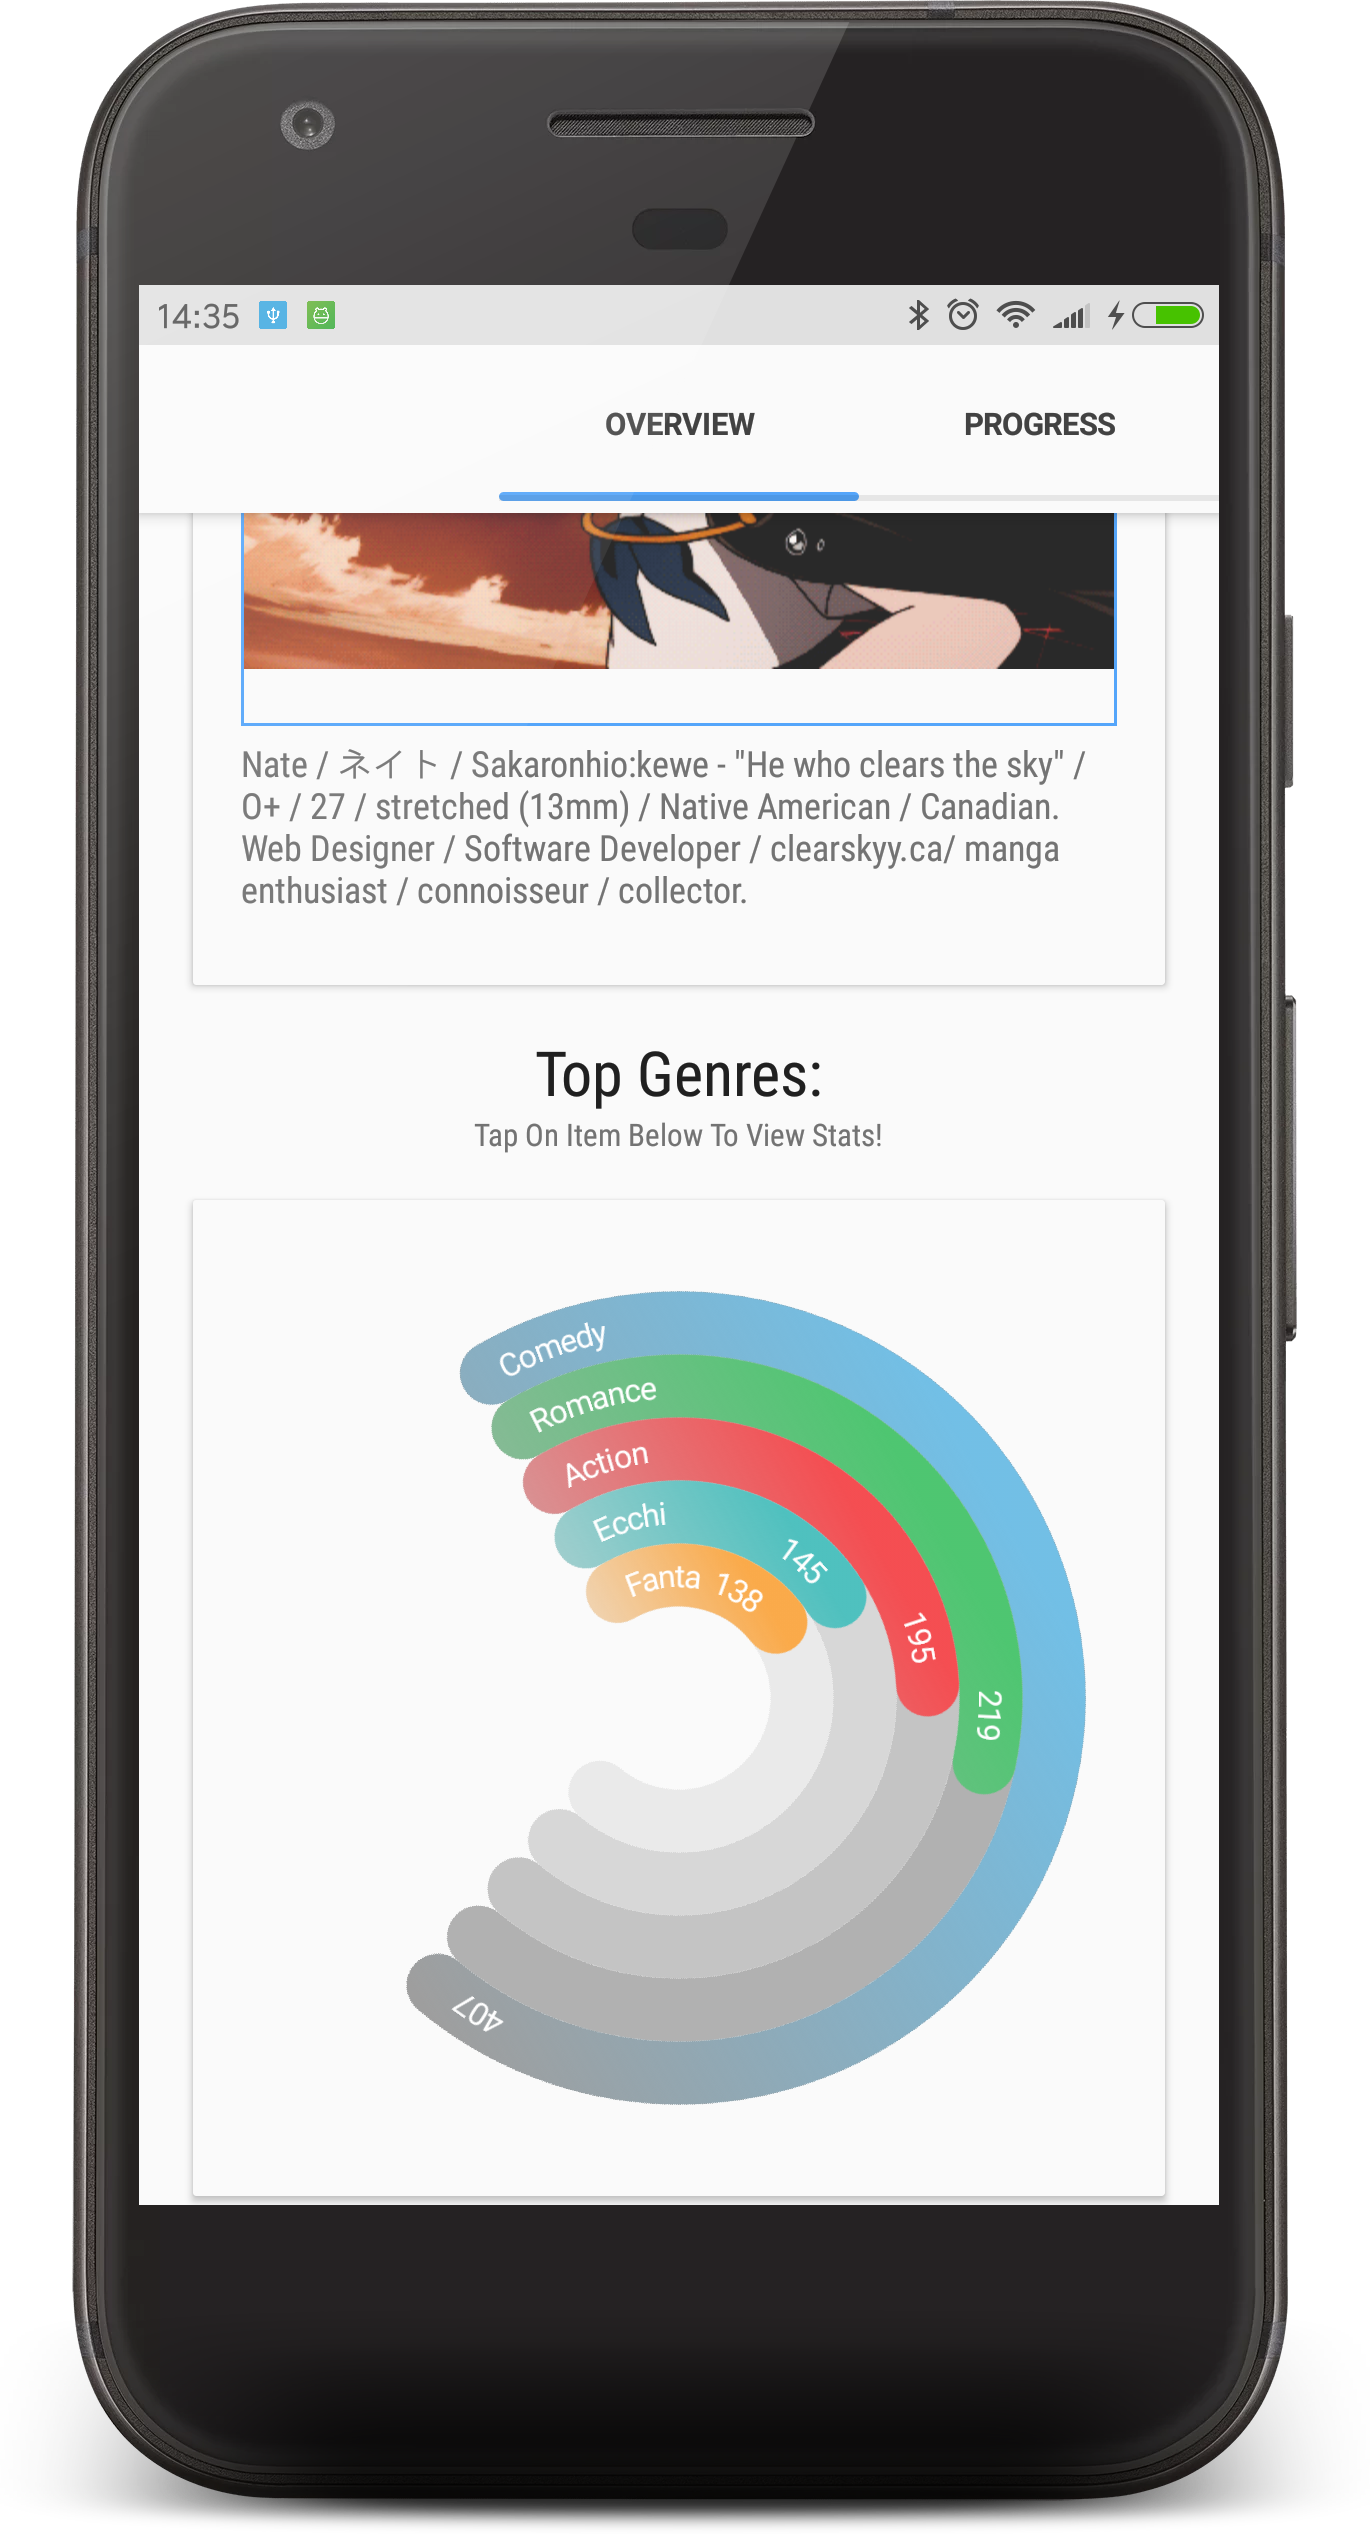 14:35
OVERVIEW PROGRESS
Nate / ネイト / Sakaronhio:kewe - "He who clears the sky" /
O+ / 27 / stretched (13mm) / Native American / Canadian.
Web Designer / Software Developer / clearskyy.ca/ manga
enthusiast / connoisseur / collector.
Top Genres:
Tap On Item Below To View Stats!
Comedy 407
Romance 219
Action 195
Ecchi 145
Fanta 138